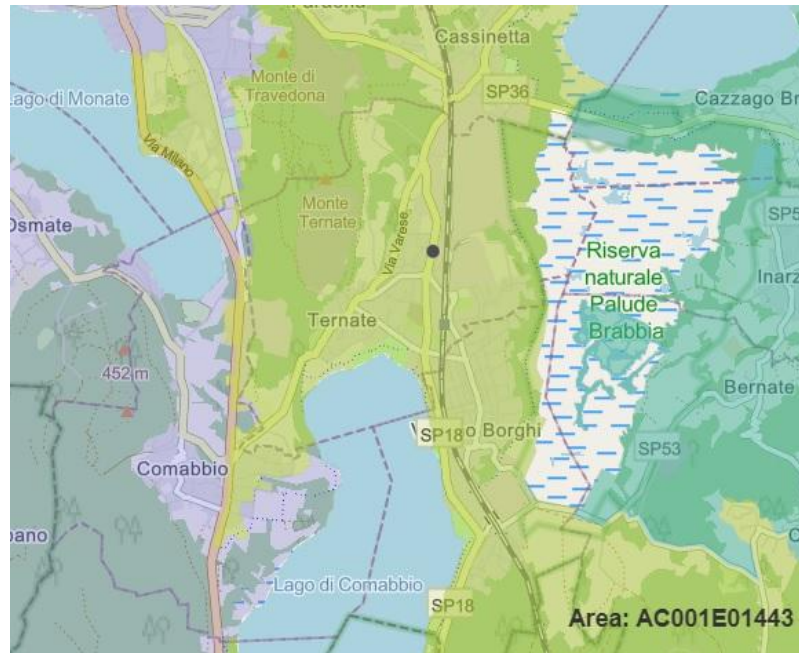 Cassinetta
Monte di
Travedona
SP36
Cazzago Br
Lago di Monate
Via Milano
Monte
Ternate
Via Varese
Osmate
SP5
Riserva
naturale
Palude
Brabbia
Inarz
Ternate
452 m
Bernate
SP18
o Borghi
SP53
Comabbio
bano
Lago di Comabbio
SP18
Area: AC001E01443